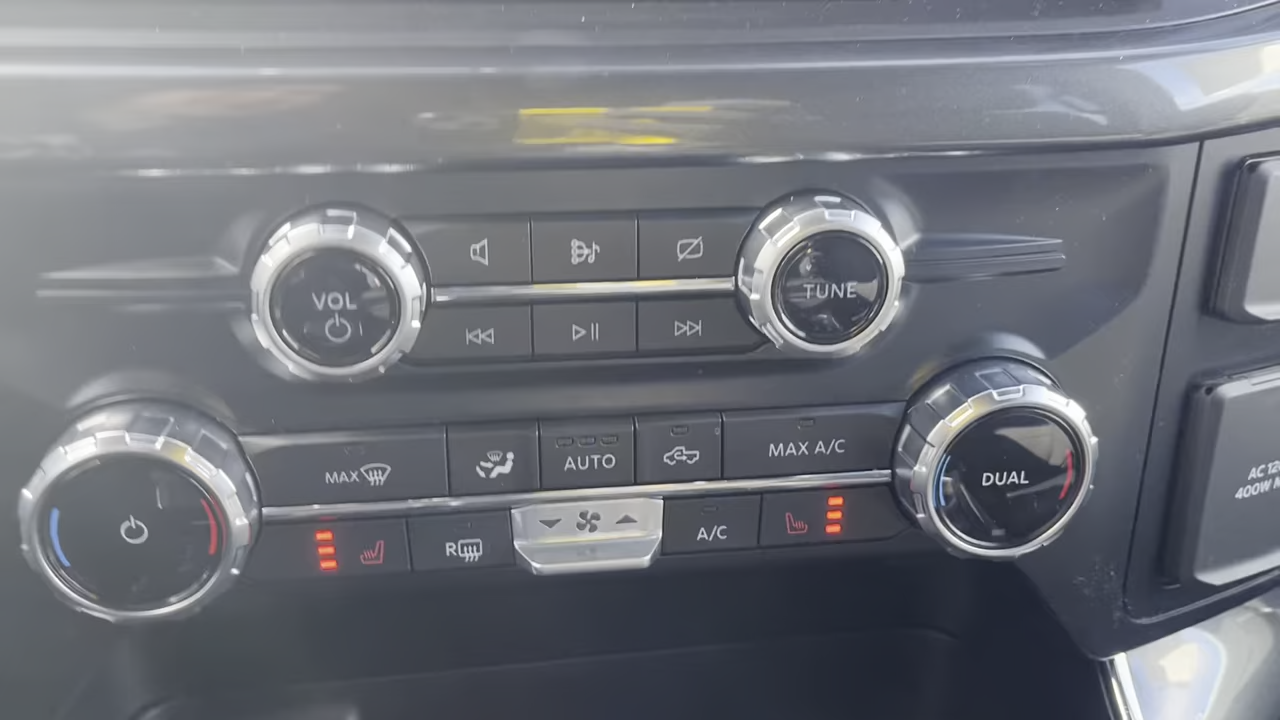 VOL
TUNE
MAX
AUTO
MAX A/C
DUAL
R
A/C
AC 12
400W M